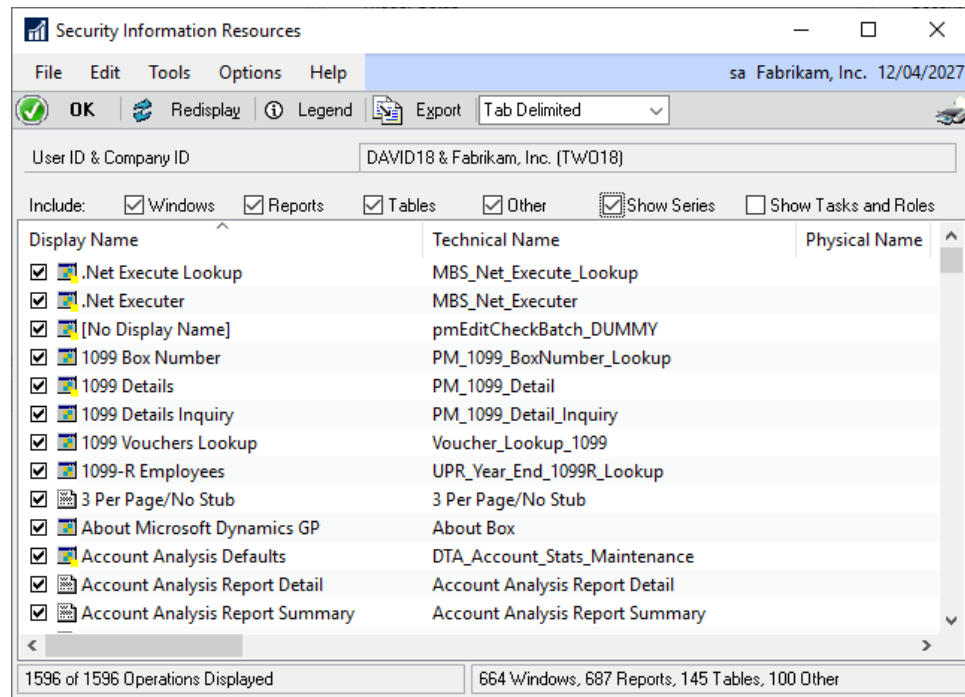 Security Information Resources
File Edit Tools Options Help sa Fabrikam, Inc. 12/04/2027
OK Redisplay Legend Export Tab Delimited
User ID & Company ID DAVID18 & Fabrikam, Inc. (TWO18)
Include: Windows Reports Tables Other Show Series Show Tasks and Roles
Display Name Technical Name Physical Name
.Net Execute Lookup MBS_Net_Execute_Lookup
.Net Executer MBS_Net_Executer
[No Display Name] pmEditCheckBatch_DUMMY
1099 Box Number PM_1099_BoxNumber_Lookup
1099 Details PM_1099_Detail
1099 Details Inquiry PM_1099_Detail_Inquiry
1099 Vouchers Lookup Voucher_Lookup_1099
1099-R Employees UPR_Year_End_1099R_Lookup
3 Per Page/No Stub 3 Per Page/No Stub
About Microsoft Dynamics GP About Box
Account Analysis Defaults DTA_Account_Stats_Maintenance
Account Analysis Report Detail Account Analysis Report Detail
Account Analysis Report Summary Account Analysis Report Summary
1596 of 1596 Operations Displayed 664 Windows, 687 Reports, 145 Tables, 100 Other